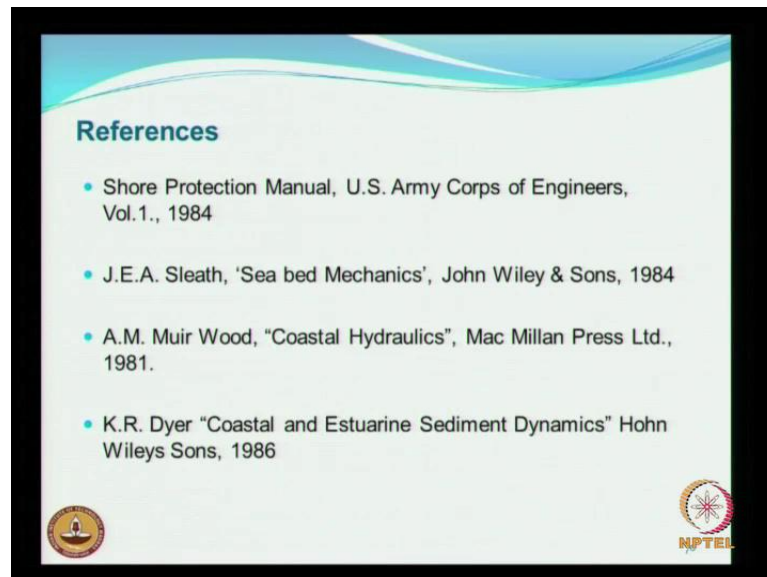 References
• Shore Protection Manual, U.S. Army Corps of Engineers,
Vol.1., 1984
• J.E.A. Sleath, 'Sea bed Mechanics', John Wiley & Sons, 1984
• A.M. Muir Wood, "Coastal Hydraulics", Mac Millan Press Ltd.,
1981.
• K.R. Dyer "Coastal and Estuarine Sediment Dynamics" Hohn
Wileys Sons, 1986
NPTEL